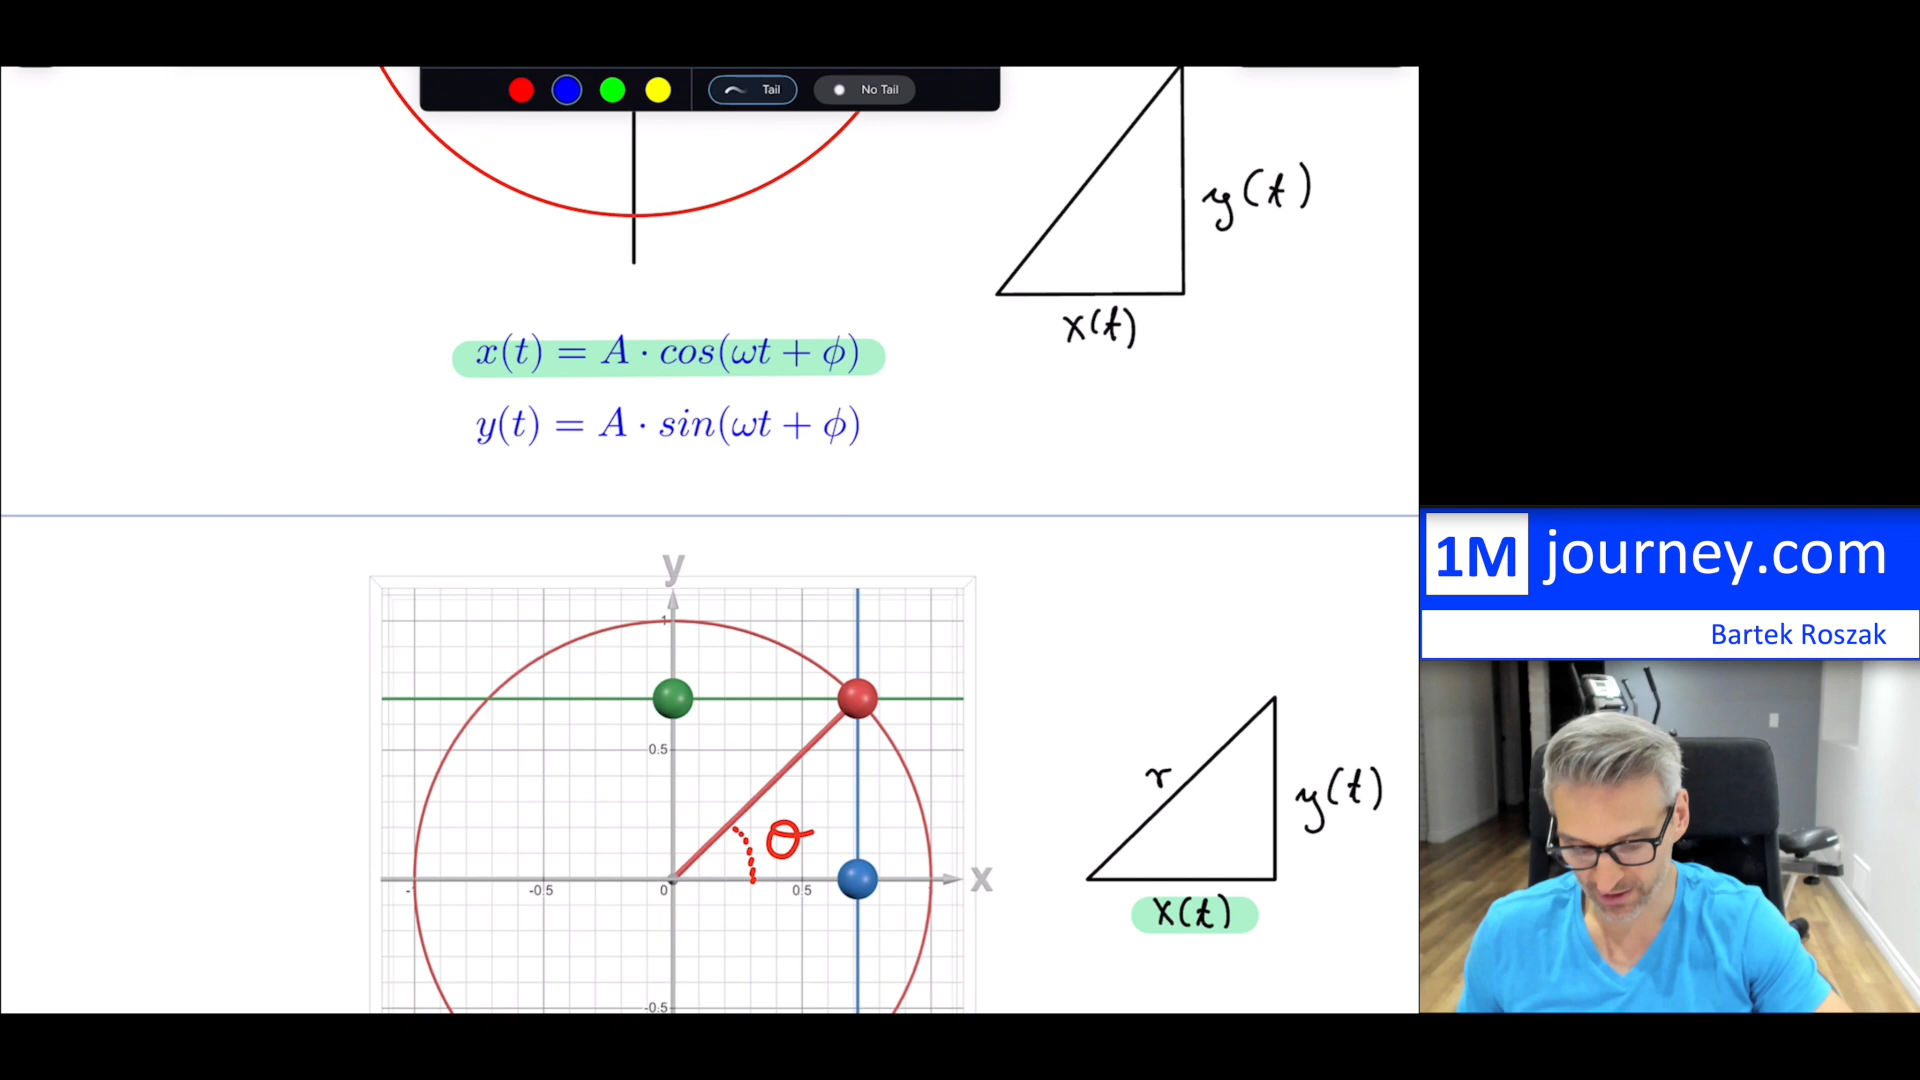 Tail
No Tail
y(t)
x(t)
x(t) = A · cos(ωt + ϕ)
y(t) = A · sin(ωt + ϕ)
1M journey.com
Bartek Roszak
y
1
0.5
θ
-0.5
0
0.5
x
-0.5
r
y(t)
x(t)